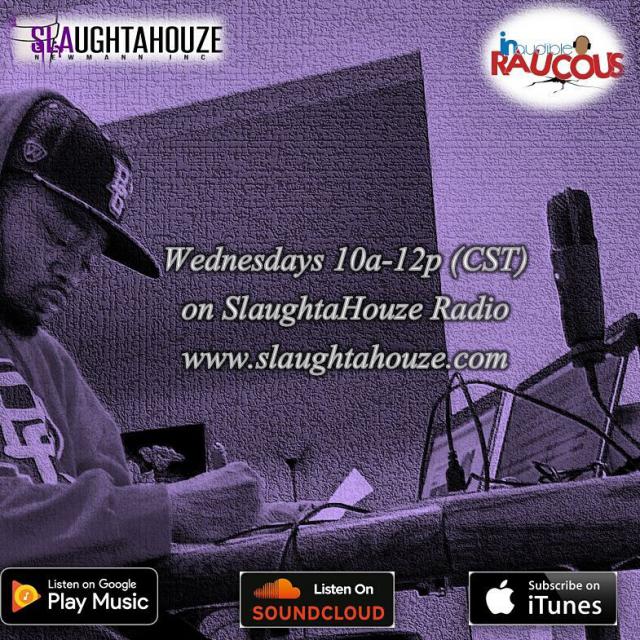 SLAUGHTAHOUZE
NEWMANN INC
inaudible
RAUCOUS
Wednesdays 10a-12p (CST)
on SlaughtaHouze Radio
www.slaughtahouze.com
Listen on Google
Play Music
Listen On
SOUNDCLOUD
Subscribe on
iTunes